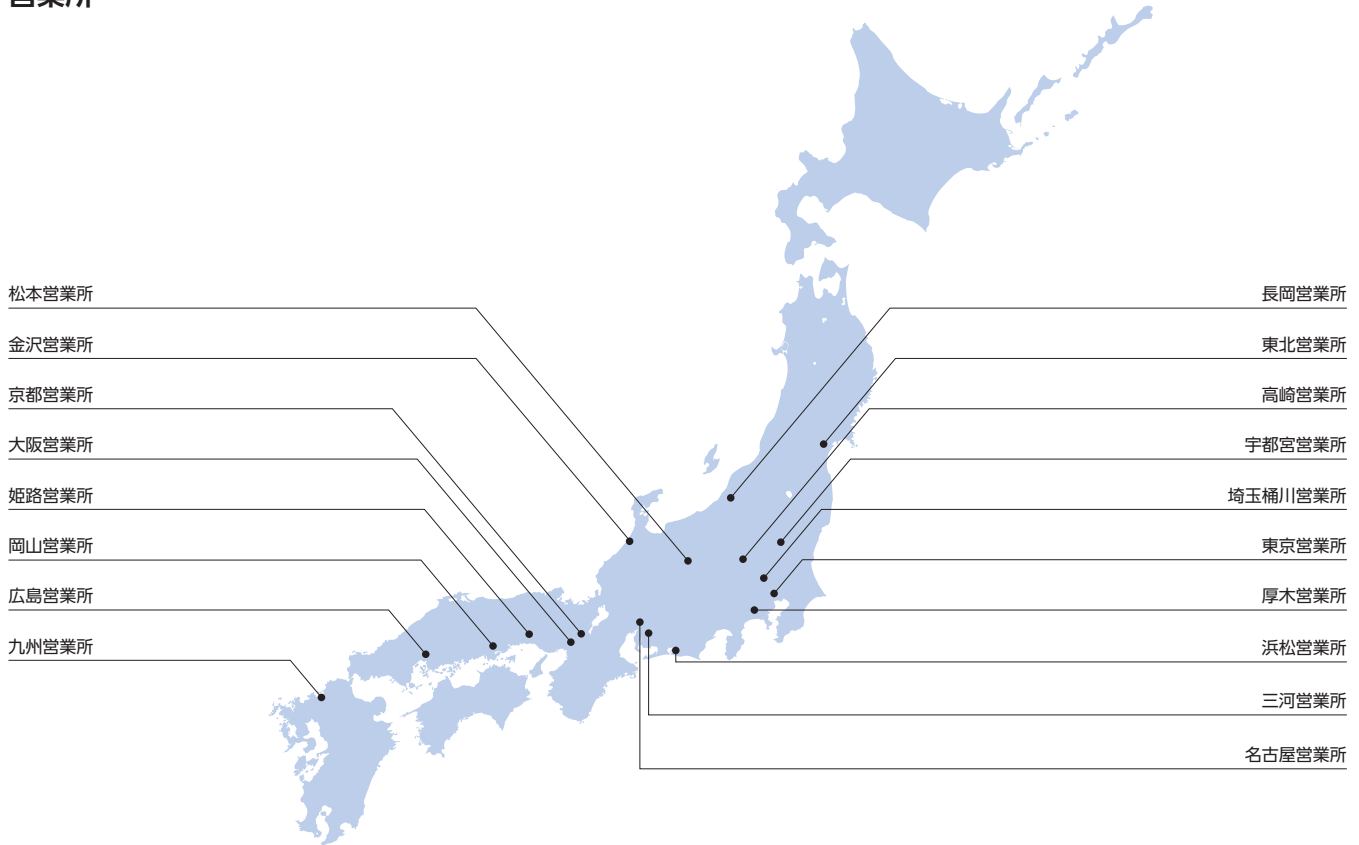 営業所
松本営業所
金沢営業所
京都営業所
大阪営業所
姫路営業所
岡山営業所
広島営業所
九州営業所
長岡営業所
東北営業所
高崎営業所
宇都宮営業所
埼玉桶川営業所
東京営業所
厚木営業所
浜松営業所
三河営業所
名古屋営業所